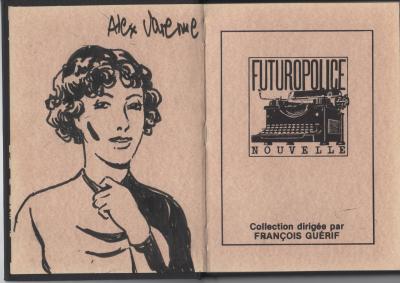 Alex Varenne
FUTUROPOLICE
NOUVELLE
Collection dirigée par
FRANÇOIS GUÉRIF